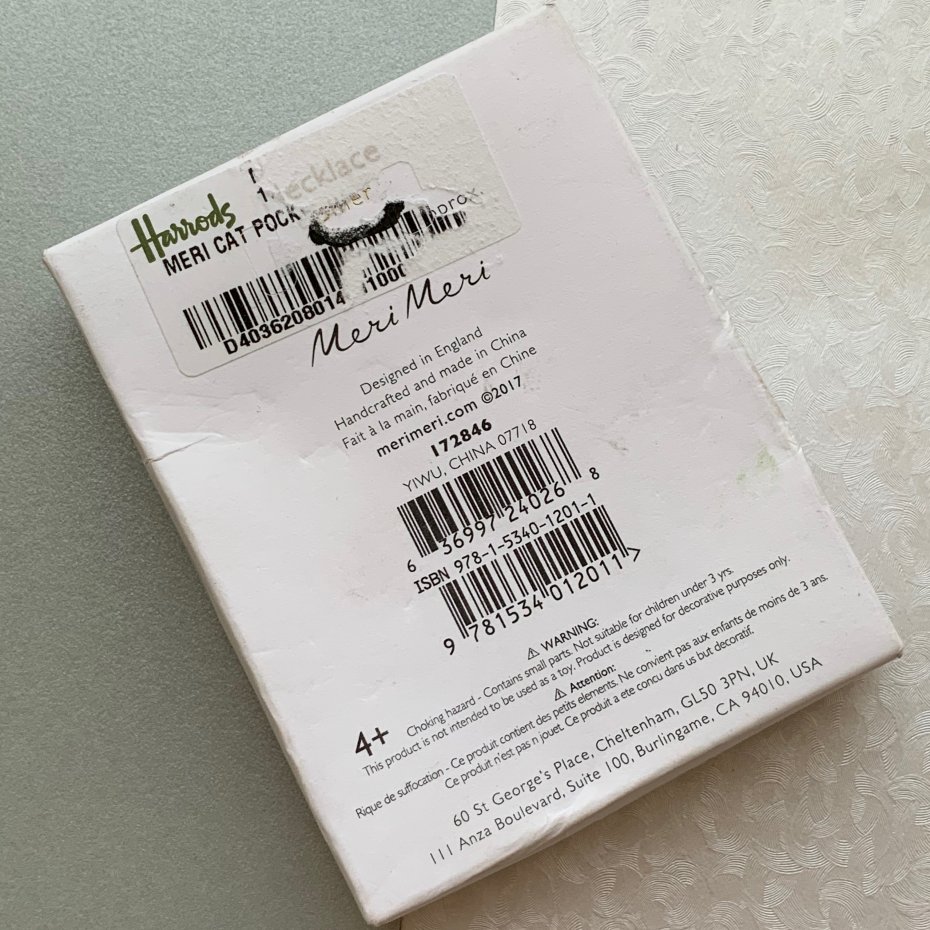 Necklace
Harrods
MERI CAT POCK
D4036208014
1000
Meri Meri
Designed in England
Handcrafted and made in China
Fait à la main, fabriqué en Chine
merimeri.com ©2017
172846
YIWU, CHINA 07718
6 36997 24026 8
ISBN 978-1-5340-1201-1
9 781534 012011 >
⚠ WARNING:
Choking hazard - Contains small parts. Not suitable for children under 3 yrs.
This product is not intended to be used as a toy. Product is designed for decorative purposes only.
⚠ Attention:
Rique de suffocation - Ce produit contient des petits elements. Ne convient pas aux enfants de moins de 3 ans.
Ce produit n'est pas n jouet. Ce produit a ete concu dans us but decoratif.
4+
60 St George's Place, Cheltenham, GL50 3PN, UK
111 Anza Boulevard, Suite 100, Burlingame, CA 94010, USA